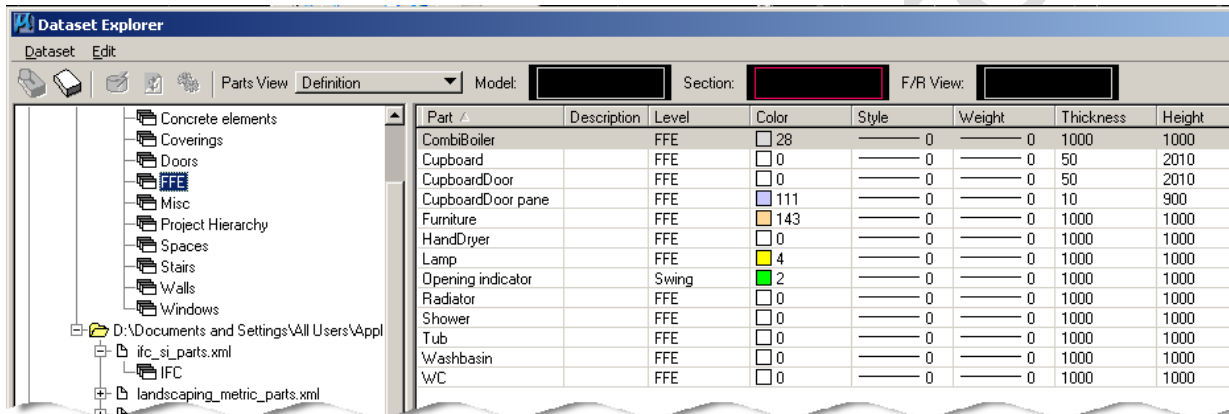 Dataset Explorer
Dataset Edit
Parts View Definition Model: Section: F/R View:
Concrete elements
Coverings
Doors
FFE
Misc
Project Hierarchy
Spaces
Stairs
Walls
Windows
D:\Documents and Settings\All Users\Appl
ifc_si_parts.xml
IFC
landscaping_metric_parts.xml
Part Description Level Color Style Weight Thickness Height
CombiBoiler FFE 28 0 0 1000 1000
Cupboard FFE 0 0 0 50 2010
CupboardDoor FFE 0 0 0 50 2010
CupboardDoor pane FFE 111 0 0 10 900
Furniture FFE 143 0 0 1000 1000
HandDryer FFE 0 0 0 1000 1000
Lamp FFE 4 0 0 1000 1000
Opening indicator Swing 2 0 0 1000 1000
Radiator FFE 0 0 0 1000 1000
Shower FFE 0 0 0 1000 1000
Tub FFE 0 0 0 1000 1000
Washbasin FFE 0 0 0 1000 1000
WC FFE 0 0 0 1000 1000